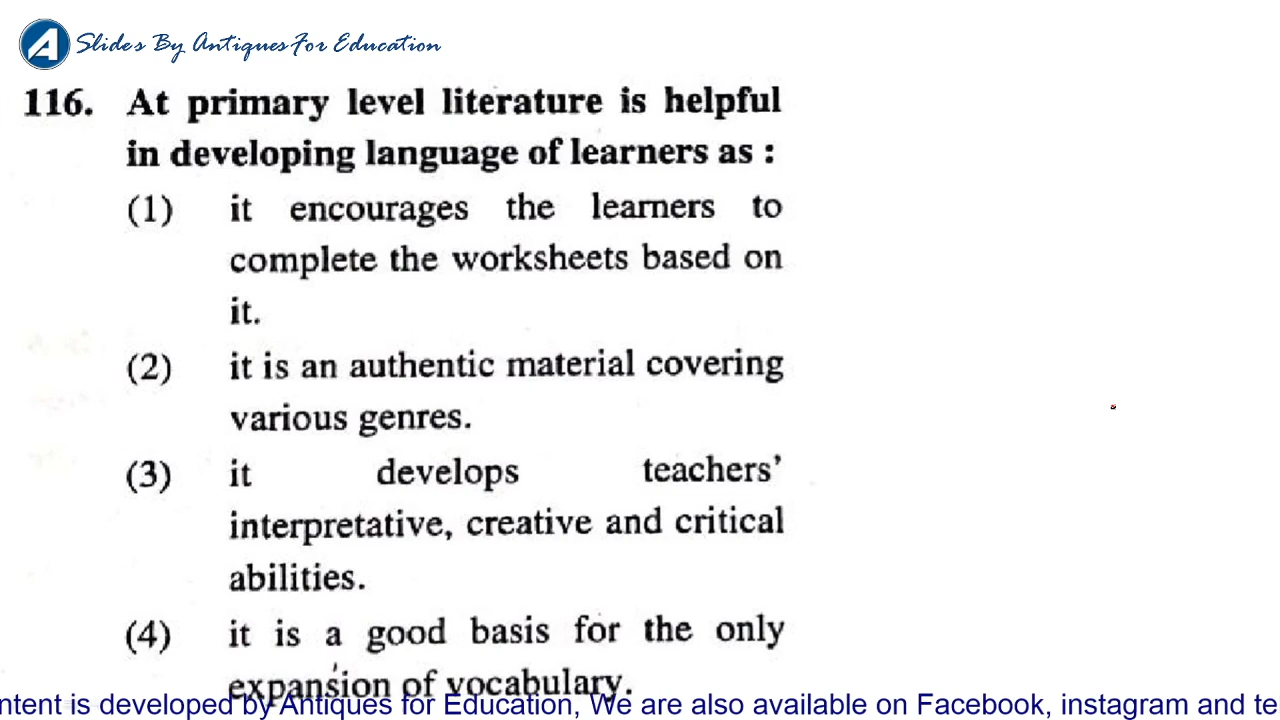 Slides By Antiques For Education
116. At primary level literature is helpful
in developing language of learners as :
(1) it encourages the learners to
complete the worksheets based on
it.
(2) it is an authentic material covering
various genres.
(3) it develops teachers'
interpretative, creative and critical
abilities.
(4) it is a good basis for the only
expansion of vocabulary.
ntent is developed by Antiques for Education, We are also available on Facebook, instagram and te